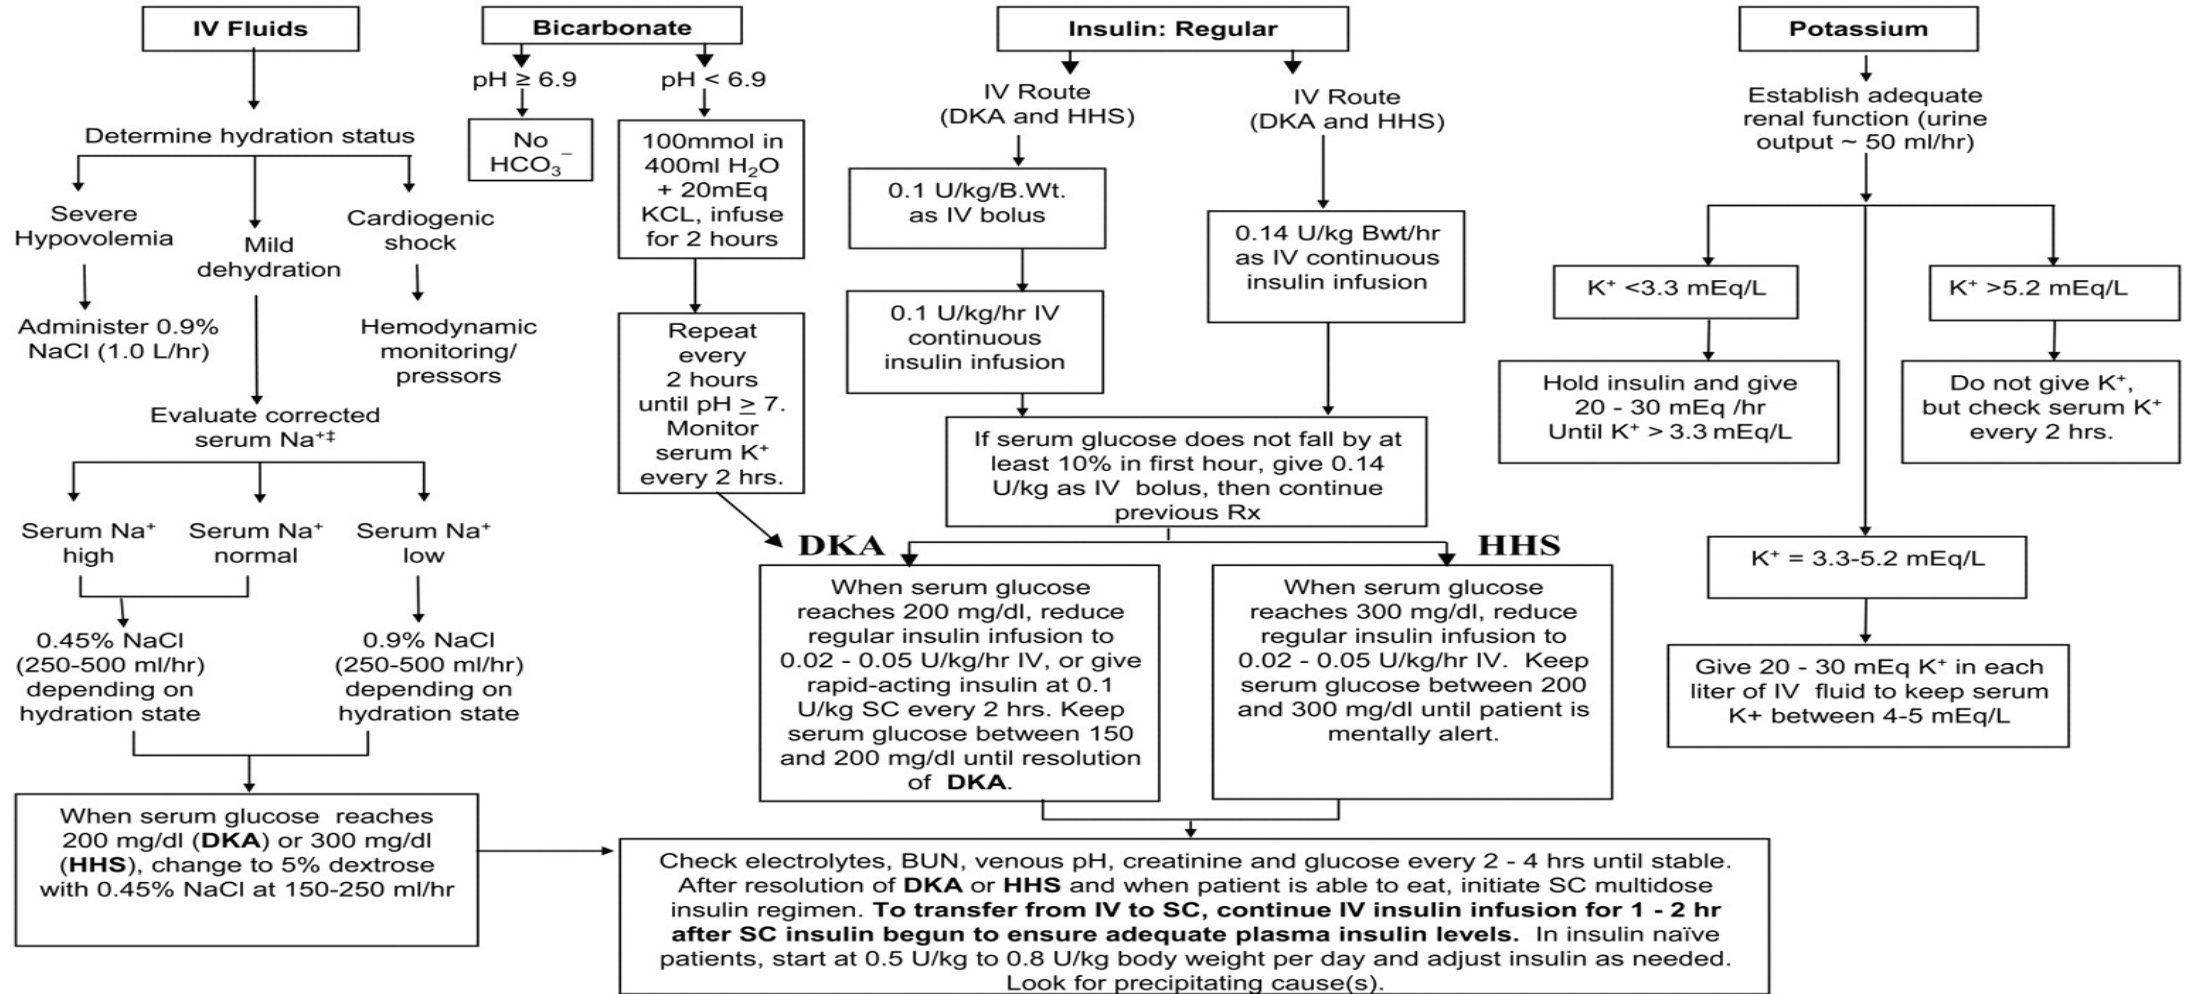 IV Fluids
Determine hydration status
Severe
Hypovolemia
Administer 0.9%
NaCl (1.0 L/hr)
Mild
dehydration
Cardiogenic
shock
Hemodynamic
monitoring/
pressors
Evaluate corrected
serum Na⁺‡
Serum Na⁺
high
Serum Na⁺
normal
Serum Na⁺
low
0.45% NaCl
(250-500 ml/hr)
depending on
hydration state
0.9% NaCl
(250-500 ml/hr)
depending on
hydration state
When serum glucose reaches
200 mg/dl (DKA) or 300 mg/dl
(HHS), change to 5% dextrose
with 0.45% NaCl at 150-250 ml/hr
Bicarbonate
pH ≥ 6.9
No
HCO₃⁻
pH < 6.9
100mmol in
400ml H₂O
+ 20mEq
KCL, infuse
for 2 hours
Repeat
every
2 hours
until pH ≥ 7.
Monitor
serum K⁺
every 2 hrs.
Insulin: Regular
IV Route
(DKA and HHS)
0.1 U/kg/B.Wt.
as IV bolus
0.1 U/kg/hr IV
continuous
insulin infusion
IV Route
(DKA and HHS)
0.14 U/kg Bwt/hr
as IV continuous
insulin infusion
If serum glucose does not fall by at
least 10% in first hour, give 0.14
U/kg as IV bolus, then continue
previous Rx
DKA
When serum glucose
reaches 200 mg/dl, reduce
regular insulin infusion to
0.02 - 0.05 U/kg/hr IV, or give
rapid-acting insulin at 0.1
U/kg SC every 2 hrs. Keep
serum glucose between 150
and 200 mg/dl until resolution
of DKA.
HHS
When serum glucose
reaches 300 mg/dl, reduce
regular insulin infusion to
0.02 - 0.05 U/kg/hr IV. Keep
serum glucose between 200
and 300 mg/dl until patient is
mentally alert.
Potassium
Establish adequate
renal function (urine
output ~ 50 ml/hr)
K⁺ <3.3 mEq/L
Hold insulin and give
20 - 30 mEq /hr
Until K⁺ > 3.3 mEq/L
K⁺ >5.2 mEq/L
Do not give K⁺,
but check serum K⁺
every 2 hrs.
K⁺ = 3.3-5.2 mEq/L
Give 20 - 30 mEq K⁺ in each
liter of IV fluid to keep serum
K+ between 4-5 mEq/L
Check electrolytes, BUN, venous pH, creatinine and glucose every 2 - 4 hrs until stable.
After resolution of DKA or HHS and when patient is able to eat, initiate SC multidose
insulin regimen. To transfer from IV to SC, continue IV insulin infusion for 1 - 2 hr
after SC insulin begun to ensure adequate plasma insulin levels. In insulin naïve
patients, start at 0.5 U/kg to 0.8 U/kg body weight per day and adjust insulin as needed.
Look for precipitating cause(s).